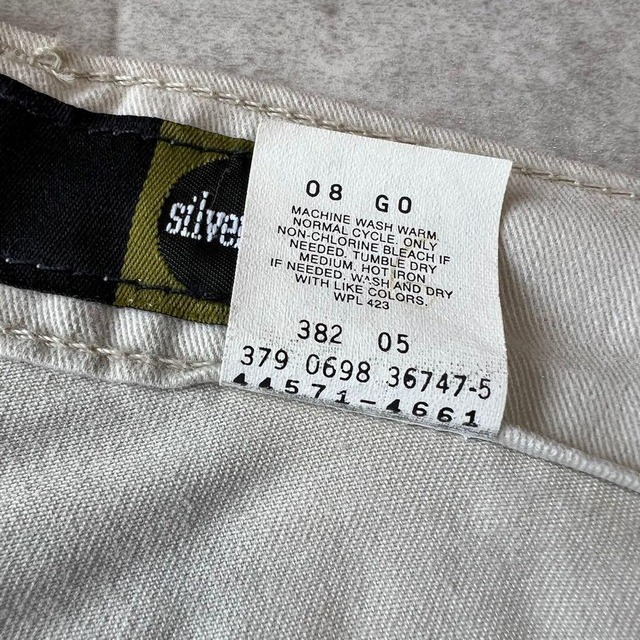 silver
08 GO
MACHINE WASH WARM
NORMAL CYCLE. ONLY
NON-CHLORINE BLEACH IF
NEEDED. TUMBLE DRY
MEDIUM. HOT IRON
IF NEEDED. WASH AND DRY
WITH LIKE COLORS.
WPL 423
382 05
379 0698 36747-5
44571-4661